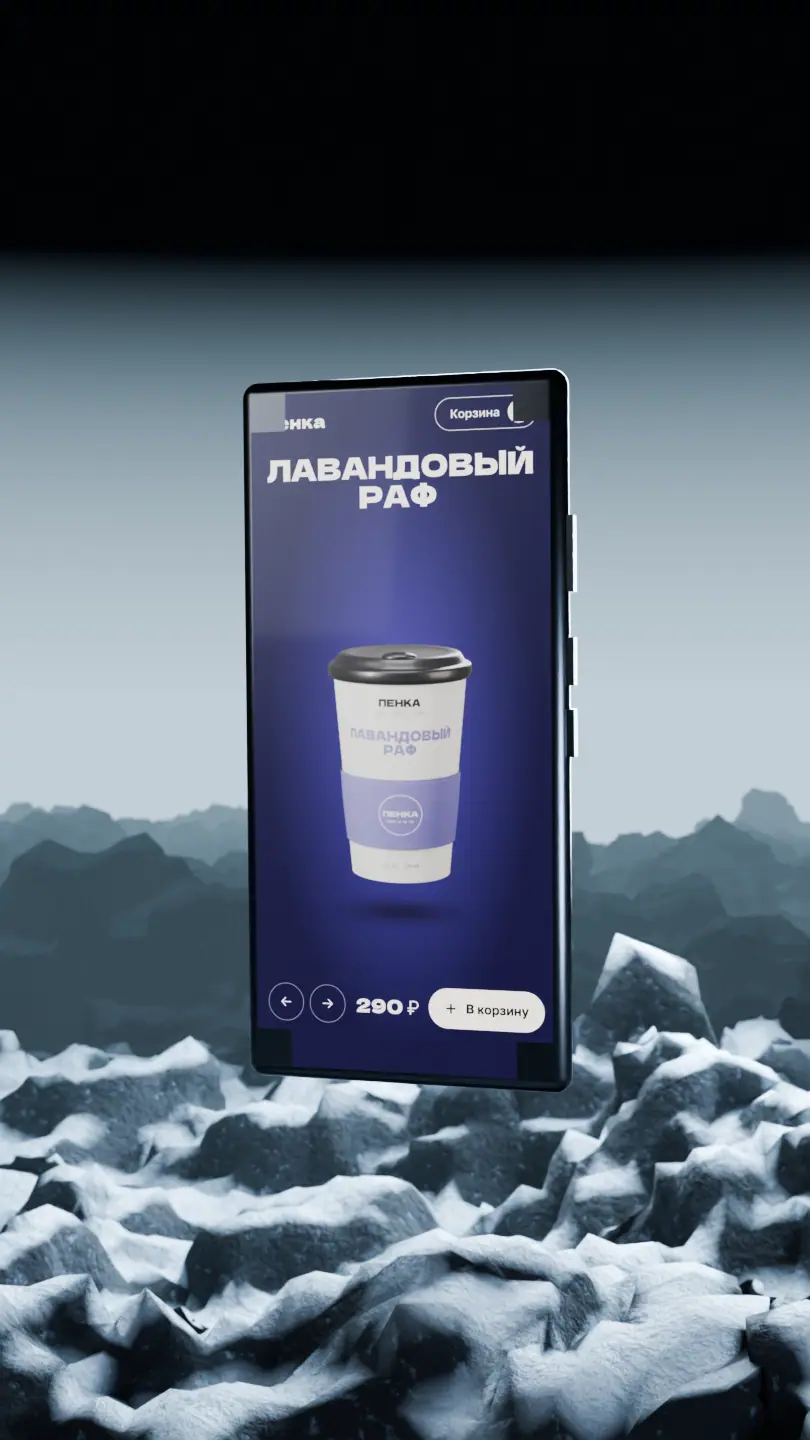 енка
Корзина
ЛАВАНДОВЫЙ
РАФ
ПЕНКА
ЛАВАНДОВЫЙ
РАФ
ПЕНКА
290 ₽
+ В корзину